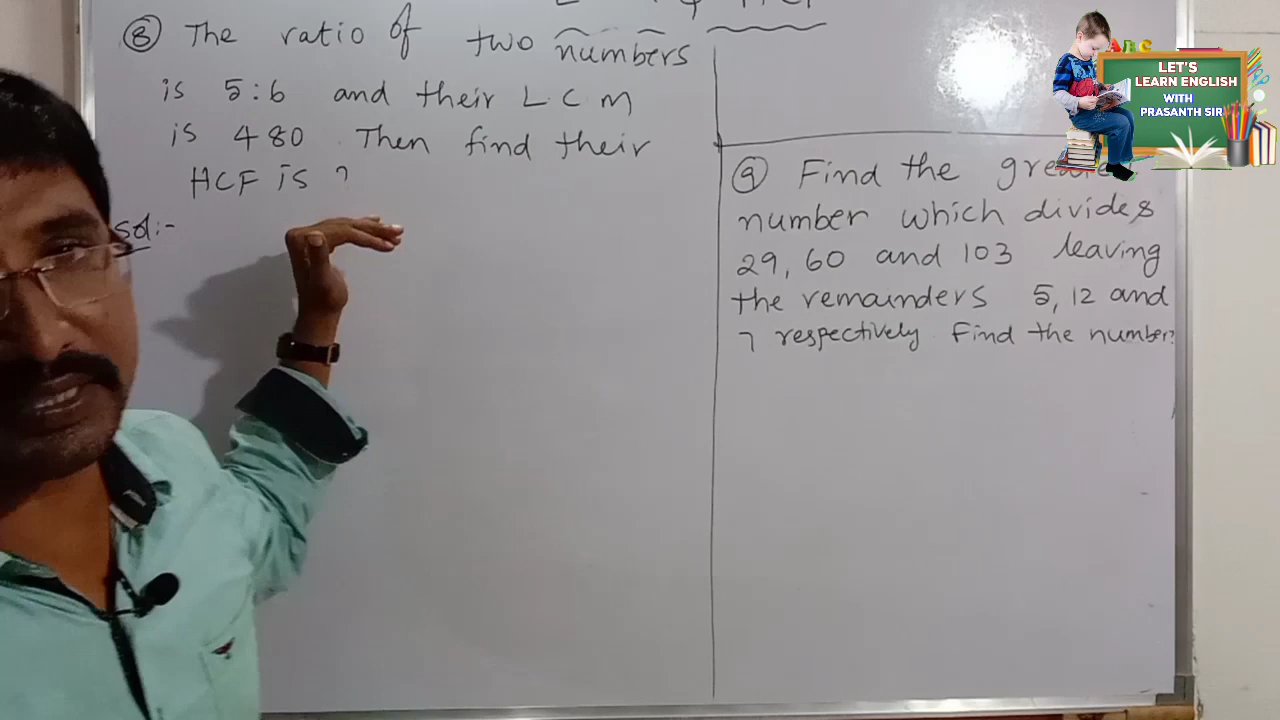 ⑧ The ratio of two numbers
is 5:6 and their LCM
is 480. Then find their
HCF is ?
Sol:-
⑨ Find the
number which divides
29, 60 and 103 leaving
the remainders 5, 12 and
7 respectively Find the number?
ABC
LET'S
LEARN ENGLISH
WITH
PRASANTH SIR